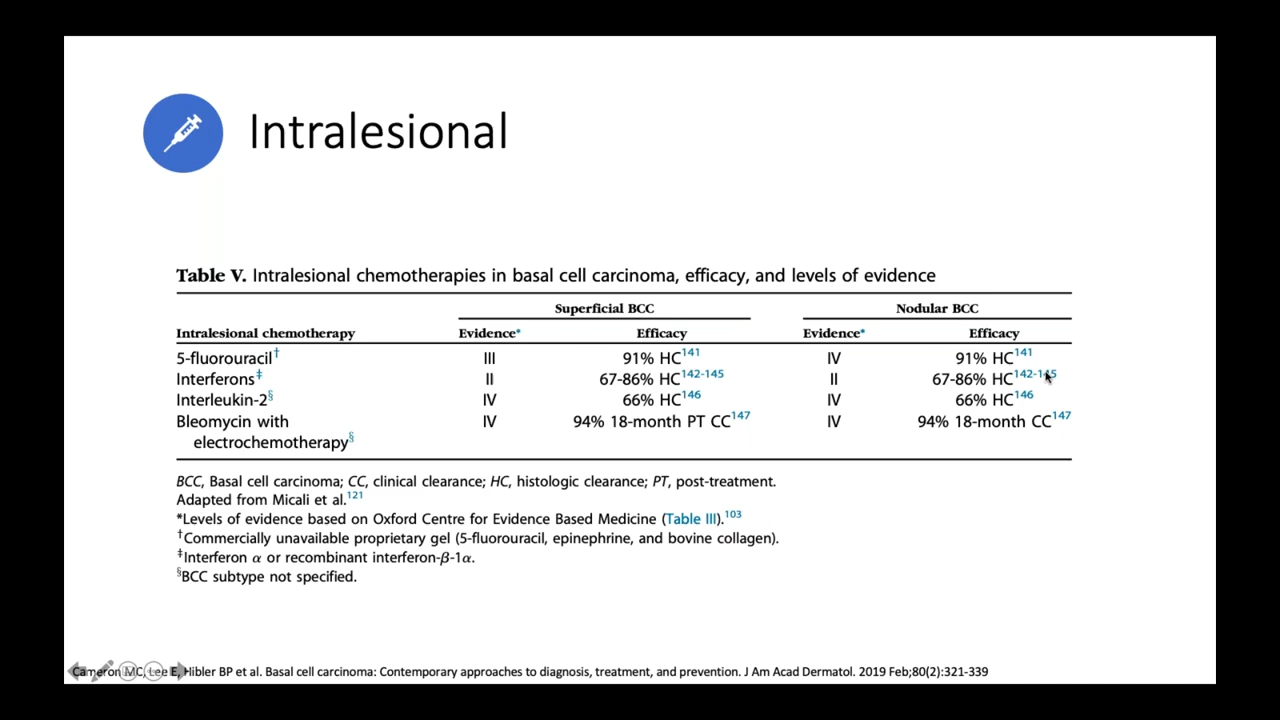 Intralesional
Table V. Intralesional chemotherapies in basal cell carcinoma, efficacy, and levels of evidence
Superficial BCC Nodular BCC
Intralesional chemotherapy Evidence* Efficacy Evidence* Efficacy
5-fluorouracil† III 91% HC141 IV 91% HC141
Interferons‡ II 67-86% HC142-145 II 67-86% HC142-145
Interleukin-2§ IV 66% HC146 IV 66% HC146
Bleomycin with IV 94% 18-month PT CC147 IV 94% 18-month CC147
electrochemotherapy§
BCC, Basal cell carcinoma; CC, clinical clearance; HC, histologic clearance; PT, post-treatment.
Adapted from Micali et al.121
*Levels of evidence based on Oxford Centre for Evidence Based Medicine (Table III).103
†Commercially unavailable proprietary gel (5-fluorouracil, epinephrine, and bovine collagen).
‡Interferon α or recombinant interferon-β-1α.
§BCC subtype not specified.
Cameron MC, Lee E, Hibler BP et al. Basal cell carcinoma: Contemporary approaches to diagnosis, treatment, and prevention. J Am Acad Dermatol. 2019 Feb;80(2):321-339